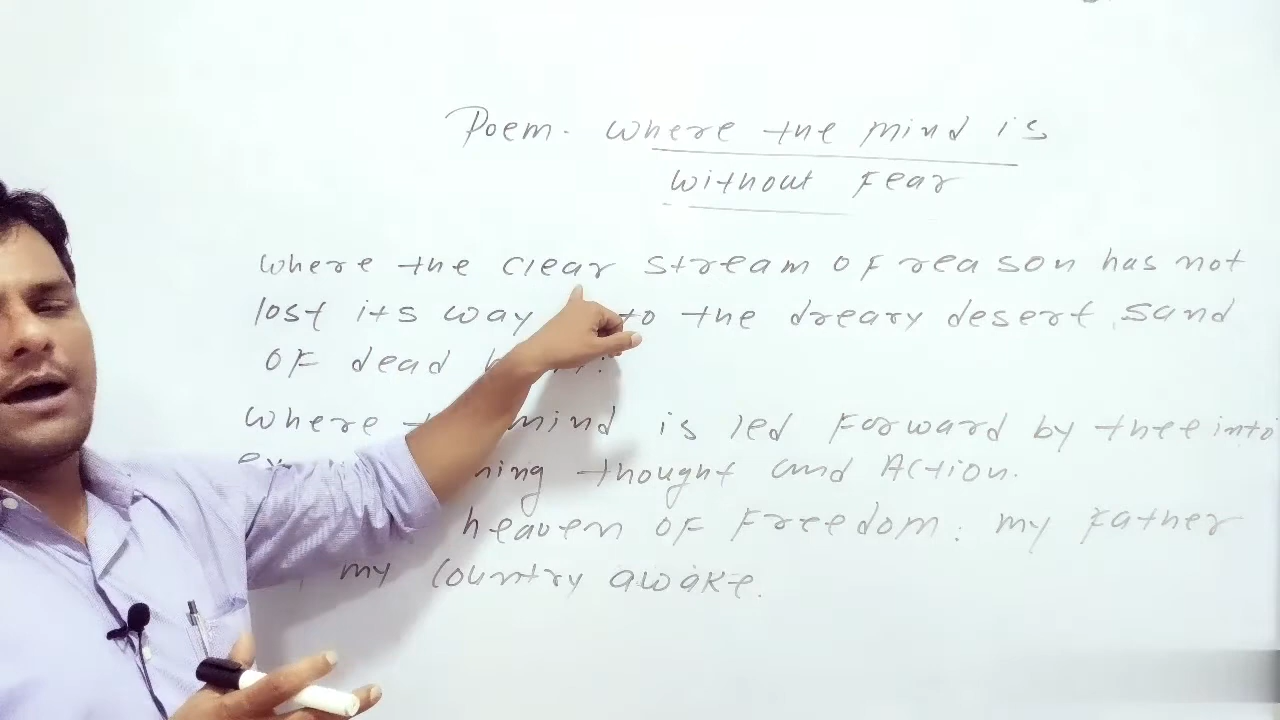 Poem. Where the mind is
without Fear
where the clear stream of reason has not
lost its way to the dreary desert sand
of dead
Where mind is led Forward by thee into
ning thought and Action.
heaven of Freedom. my Father
my country awake.